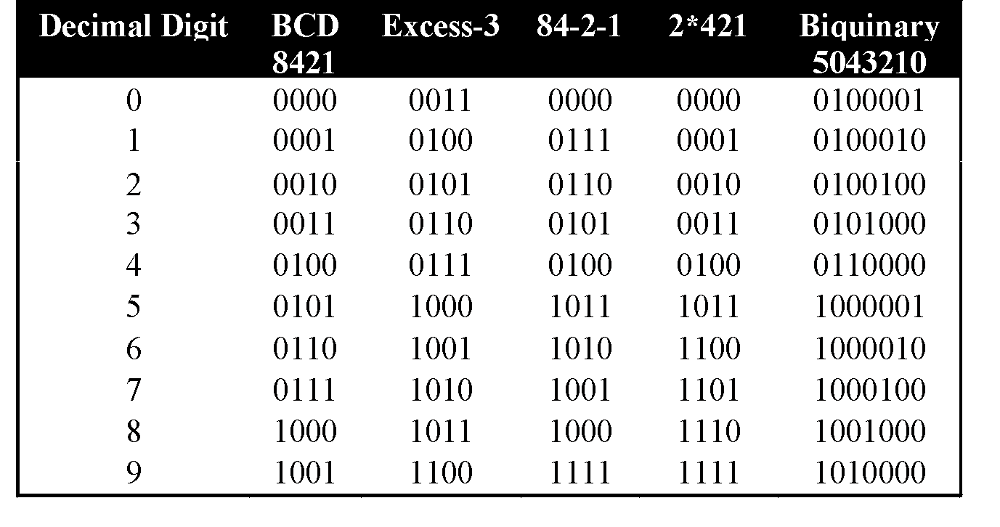 Decimal Digit BCD Excess-3 84-2-1 2*421 Biquinary
8421 5043210
0 0000 0011 0000 0000 0100001
1 0001 0100 0111 0001 0100010
2 0010 0101 0110 0010 0100100
3 0011 0110 0101 0011 0101000
4 0100 0111 0100 0100 0110000
5 0101 1000 1011 1011 1000001
6 0110 1001 1010 1100 1000010
7 0111 1010 1001 1101 1000100
8 1000 1011 1000 1110 1001000
9 1001 1100 1111 1111 1010000